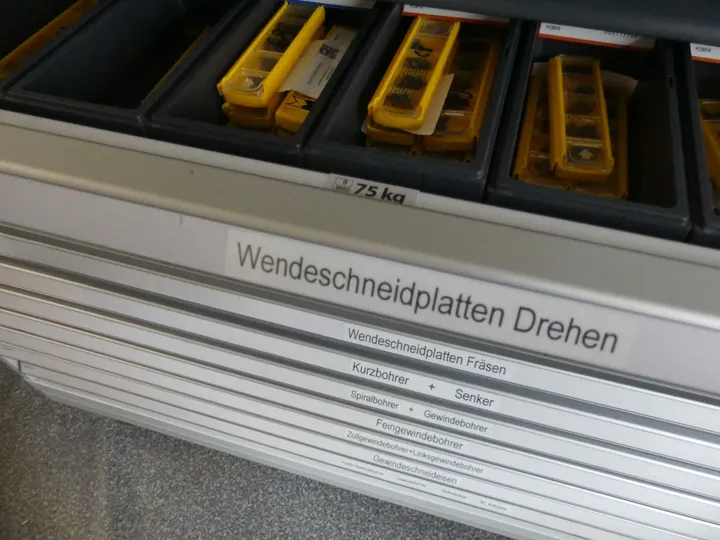 75 kg
Wendeschneidplatten Drehen
Wendeschneidplatten Fräsen
Kurzbohrer + Senker
Spiralbohrer + Gewindebohrer
Feingewindebohrer
Zollgewindebohrer+Linksgewindebohrer
Gewindeschneideisen